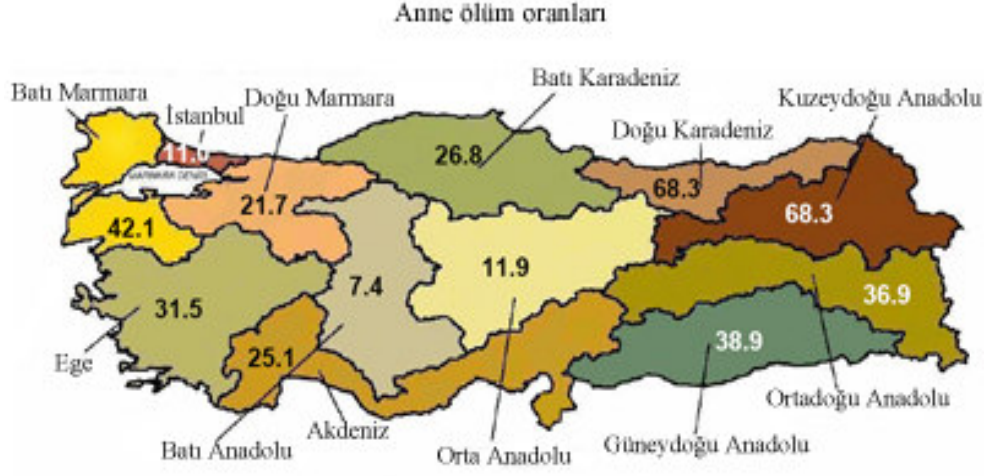 Anne ölüm oranları
Batı Karadeniz
Batı Marmara
Doğu Marmara
Kuzeydoğu Anadolu
İstanbul
Doğu Karadeniz
11.0
26.8
68.3
21.7
68.3
42.1
11.9
7.4
36.9
31.5
38.9
25.1
Ege
Ortadoğu Anadolu
Akdeniz
Batı Anadolu
Orta Anadolu
Güneydoğu Anadolu